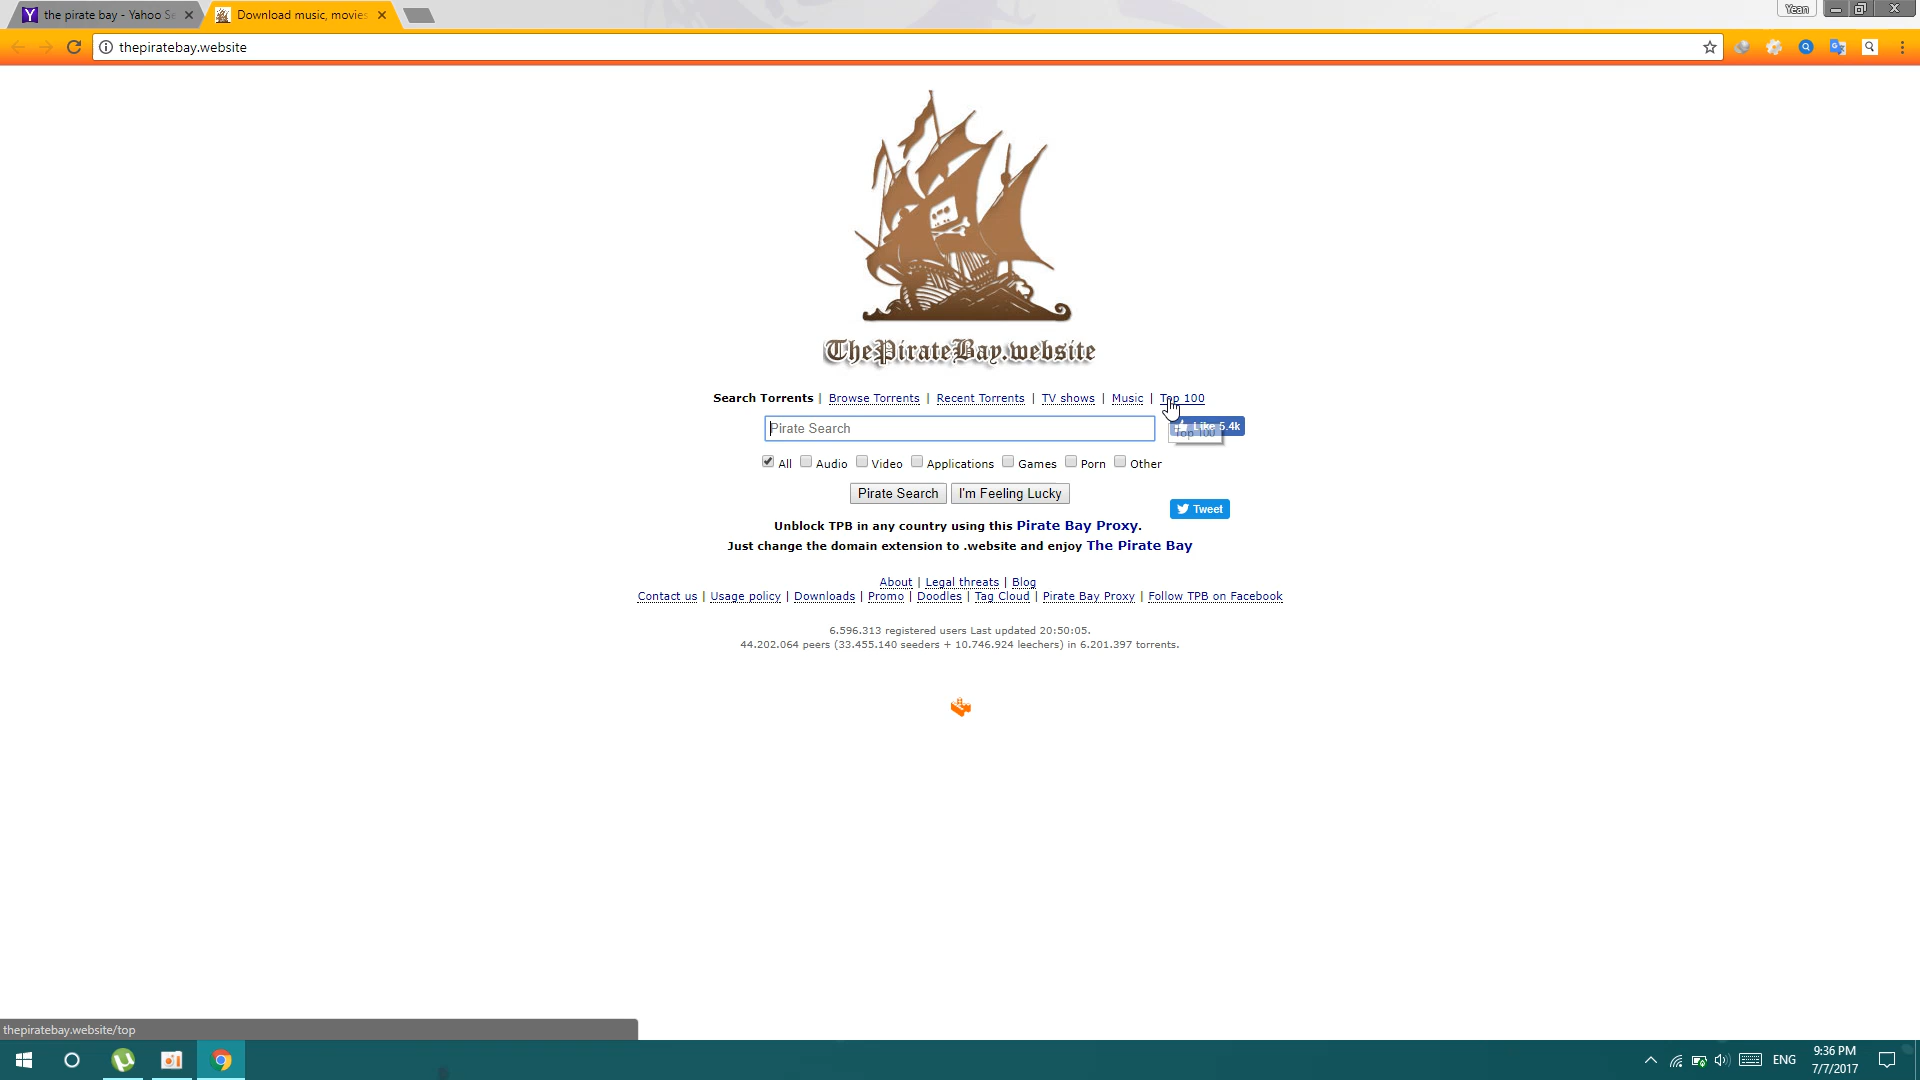 the pirate bay - Yahoo Se
Download music, movies
Yean
thepiratebay.website
ThePirateBay.website
Search Torrents | Browse Torrents | Recent Torrents | TV shows | Music | Top 100
Pirate Search
Like 5.4k
Top 100
All Audio Video Applications Games Porn Other
Pirate Search I'm Feeling Lucky
Tweet
Unblock TPB in any country using this Pirate Bay Proxy.
Just change the domain extension to .website and enjoy The Pirate Bay
About | Legal threats | Blog
Contact us | Usage policy | Downloads | Promo | Doodles | Tag Cloud | Pirate Bay Proxy | Follow TPB on Facebook
6.596.313 registered users Last updated 20:50:05.
44.202.064 peers (33.455.140 seeders + 10.746.924 leechers) in 6.201.397 torrents.
thepiratebay.website/top
ENG
9:36 PM
7/7/2017